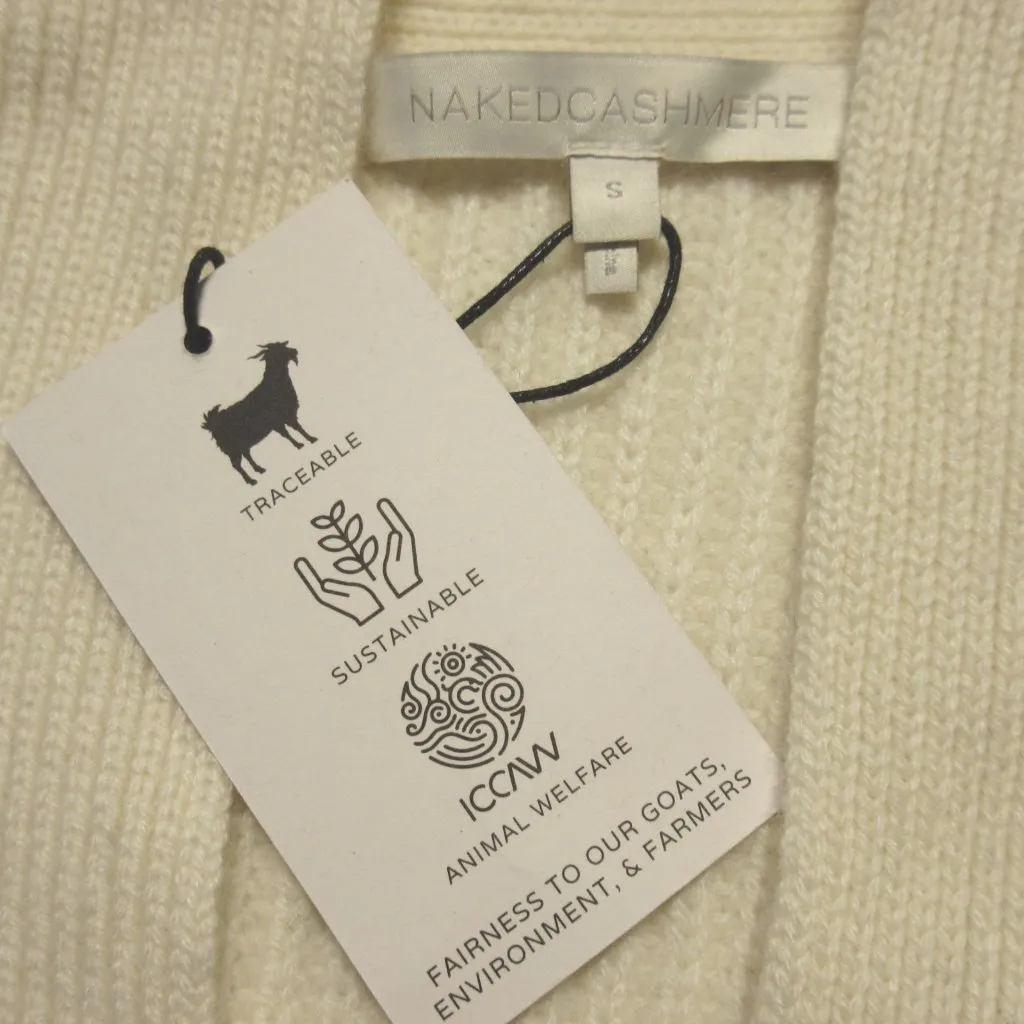 NAKEDCASHMERE
S
TRACEABLE
SUSTAINABLE
ICCAW
ANIMAL WELFARE
FAIRNESS TO OUR GOATS,
ENVIRONMENT, & FARMERS